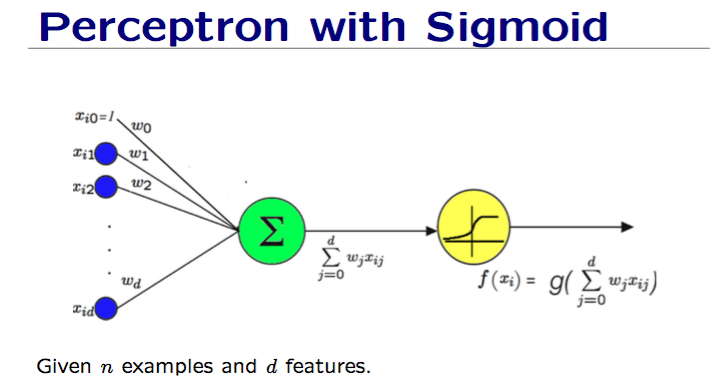 Perceptron with Sigmoid
x_{i0}=1
w_0
x_{i1}
w_1
x_{i2}
w_2
.
.
.
w_d
x_{id}
Σ
\sum_{j=0}^{d} w_j x_{ij}
f(x_i) = g( \sum_{j=0}^{d} w_j x_{ij})
Given n examples and d features.